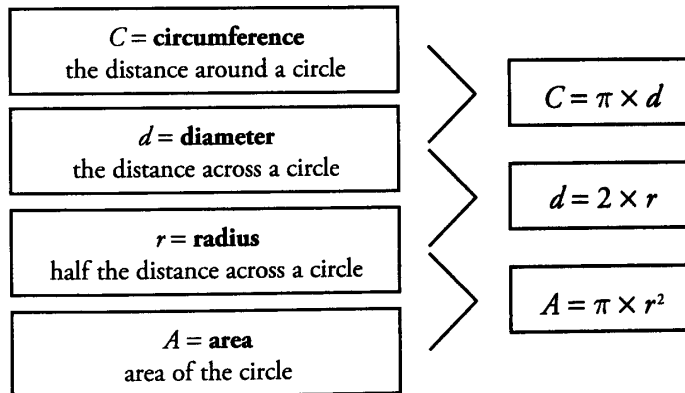 C = circumference
the distance around a circle
d = diameter
the distance across a circle
r = radius
half the distance across a circle
A = area
area of the circle
C = π × d
d = 2 × r
A = π × r²